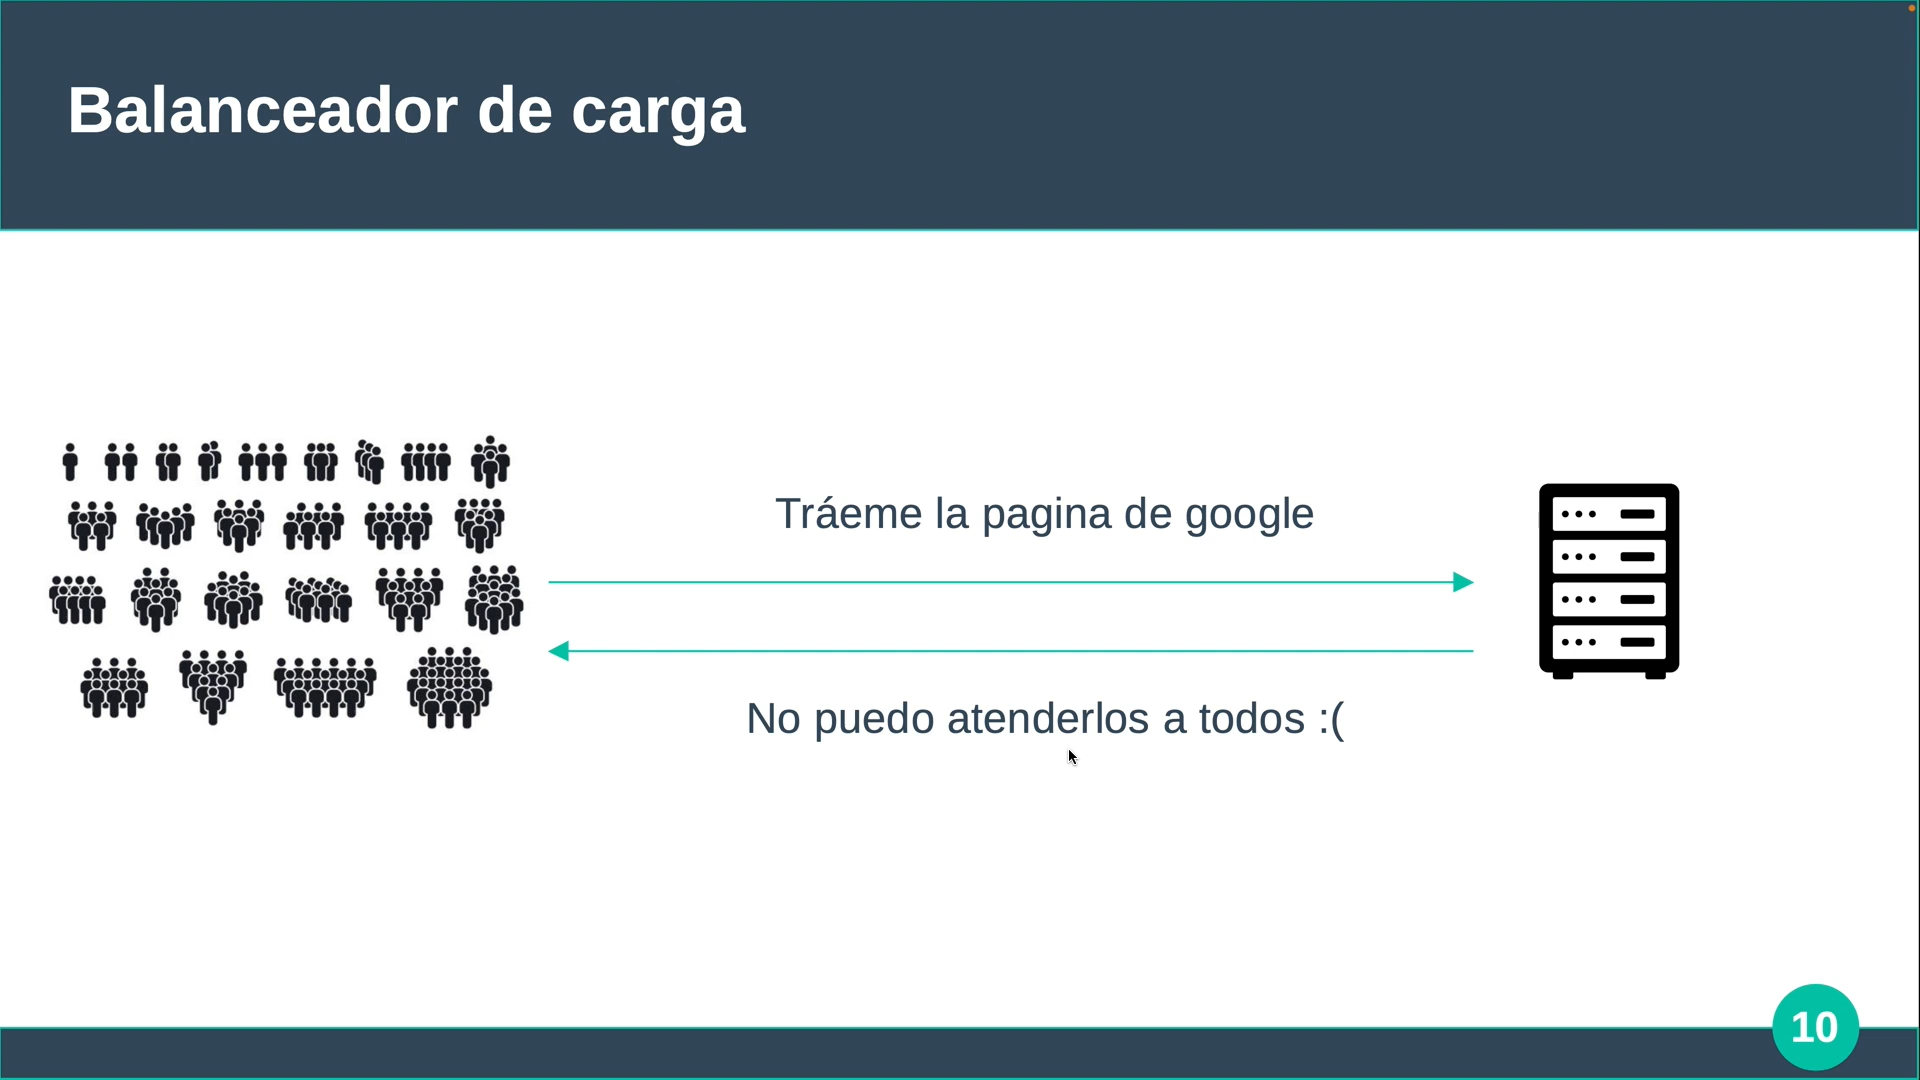 Balanceador de carga
Tráeme la pagina de google
No puedo atenderlos a todos :(
10